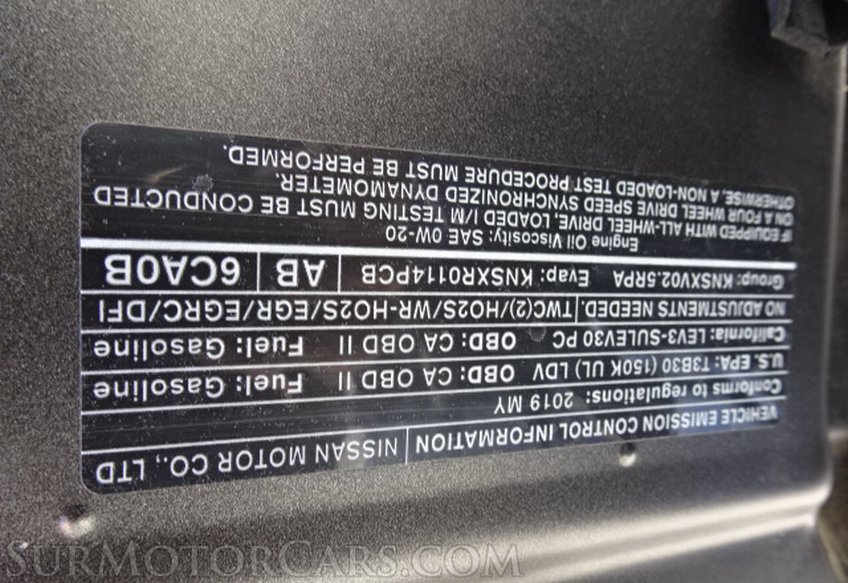 VEHICLE EMISSION CONTROL INFORMATION NISSAN MOTOR CO., LTD
Conforms to regulations: 2019 MY
U.S. EPA: T3B30 (150K UL) LDV OBD: CA OBD II Fuel: Gasoline
California: LEV3-SULEV30 PC OBD: CA OBD II Fuel: Gasoline
NO ADJUSTMENTS NEEDED. TWC(2)/HO2S/WR-HO2S/EGR/EGRC/DFI
Group: KNSXV02.5RPA Evap: KNSXR0114PCB AB 6CA0B
Engine Oil Viscosity: SAE 0W-20
IF EQUIPPED WITH ALL-WHEEL DRIVE, LOADED I/M TESTING MUST BE CONDUCTED
ON A FOUR WHEEL DRIVE SPEED SYNCHRONIZED DYNAMOMETER.
OTHERWISE, A NON-LOADED TEST PROCEDURE MUST BE PERFORMED.
SURMOTORCARS.COM